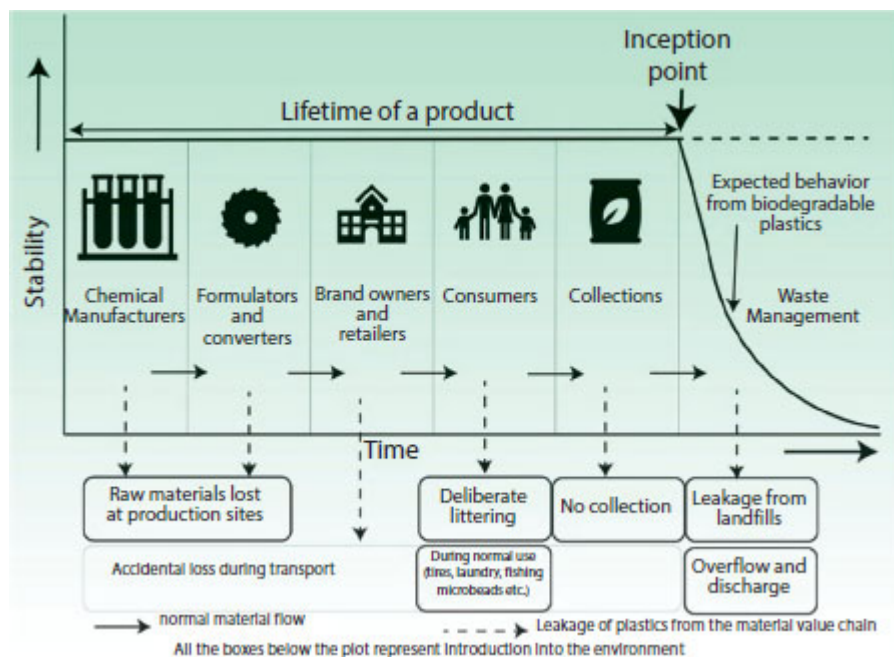 Inception
point
Lifetime of a product
Stability
Expected behavior
from biodegradable
plastics
Chemical
Manufacturers
Formulators
and
converters
Brand owners
and
retailers
Consumers
Collections
Waste
Management
Time
Raw materials lost
at production sites
Deliberate
littering
No collection
Leakage from
landfills
Accidental loss during transport
During normal use
(tires, laundry, fishing
microbeads etc.)
Overflow and
discharge
normal material flow
Leakage of plastics from the material value chain
All the boxes below the plot represent introduction into the environment